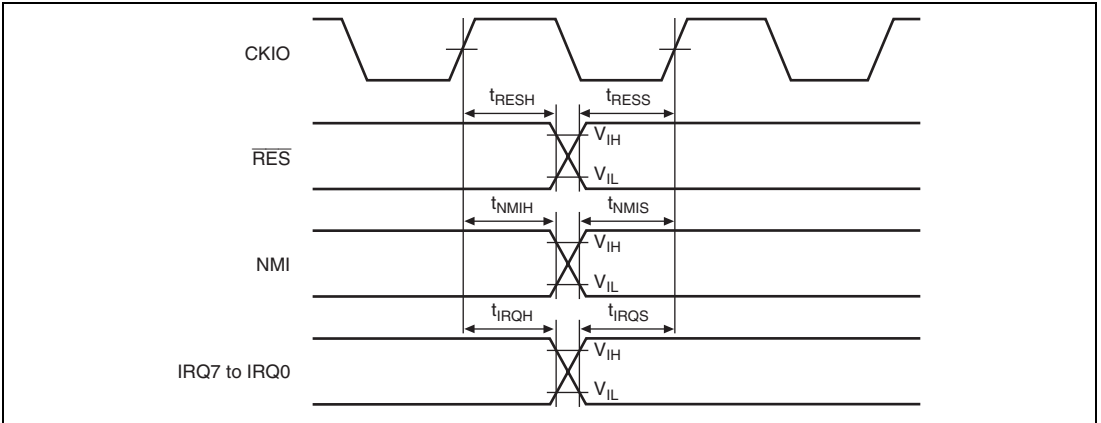 CKIO
tRESH tRESS
RES
VIH
VIL
tNMIH tNMIS
NMI
VIH
VIL
tIRQH tIRQS
IRQ7 to IRQ0
VIH
VIL